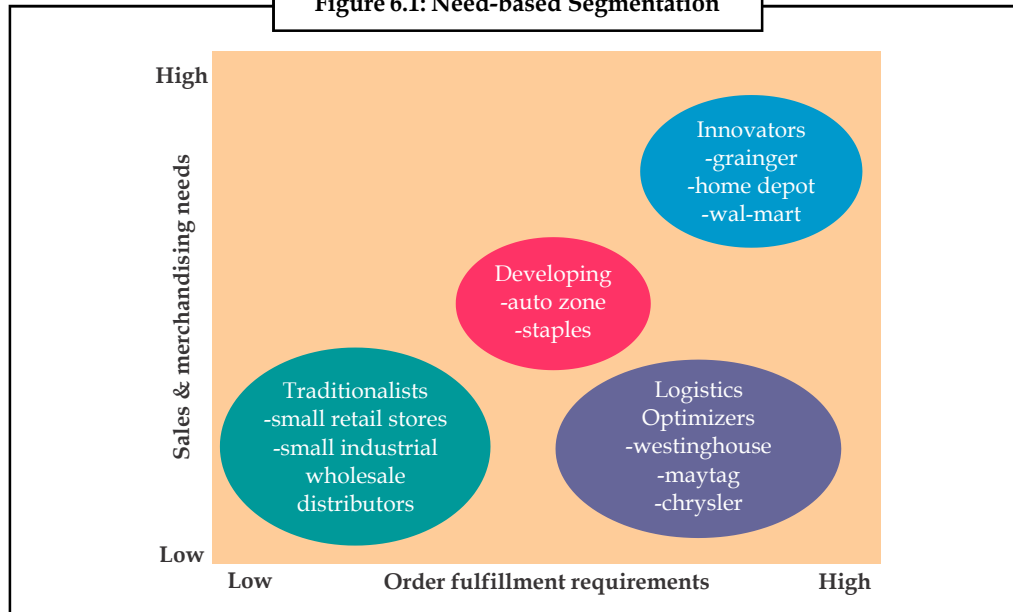 Figure 6.1: Need-based Segmentation
High
Sales & merchandising needs
Innovators
-grainger
-home depot
-wal-mart
Developing
-auto zone
-staples
Traditionalists
-small retail stores
-small industrial
wholesale
distributors
Logistics
Optimizers
-westinghouse
-maytag
-chrysler
Low
Low
Order fulfillment requirements
High